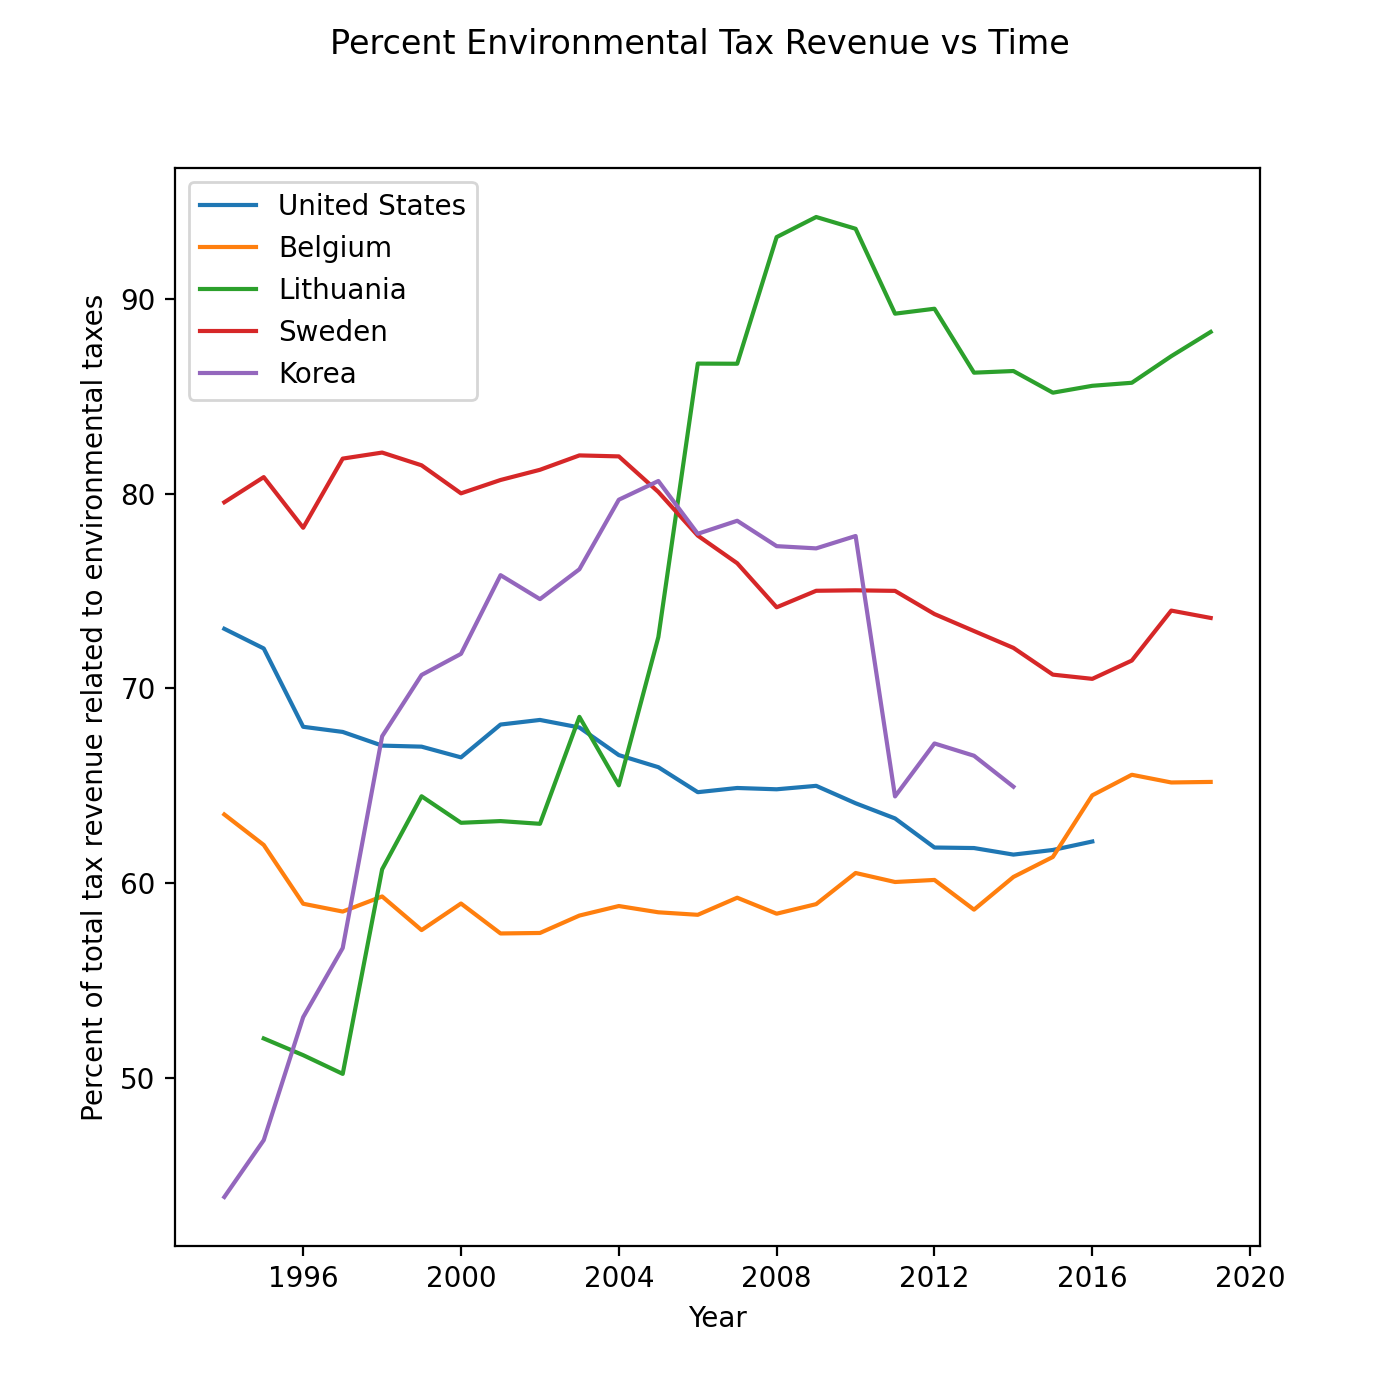 Percent Environmental Tax Revenue vs Time
United States
Belgium
Lithuania
Sweden
Korea
Percent of total tax revenue related to environmental taxes
90
80
70
60
50
1996 2000 2004 2008 2012 2016 2020
Year